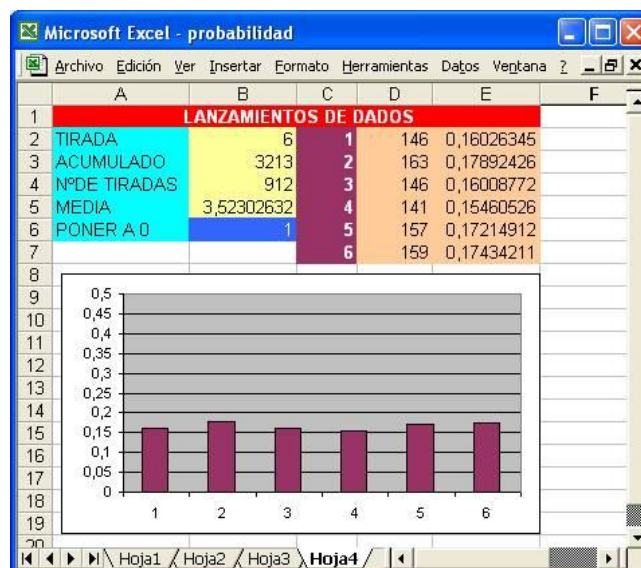 Microsoft Excel - probabilidad
Archivo Edición Ver Insertar Formato Herramientas Datos Ventana ?
A B C D E F
1 LANZAMIENTOS DE DADOS
2 TIRADA 6 1 146 0,16026345
3 ACUMULADO 3213 2 163 0,17892426
4 NºDE TIRADAS 912 3 146 0,16008772
5 MEDIA 3,52302632 4 141 0,15460526
6 PONER A 0 1 5 157 0,17214912
7 6 159 0,17434211
8
9
10
11
12
13
14
15
16
17
18
19
20
0,5
0,45
0,4
0,35
0,3
0,25
0,2
0,15
0,1
0,05
0
1 2 3 4 5 6
Hoja1 Hoja2 Hoja3 Hoja4